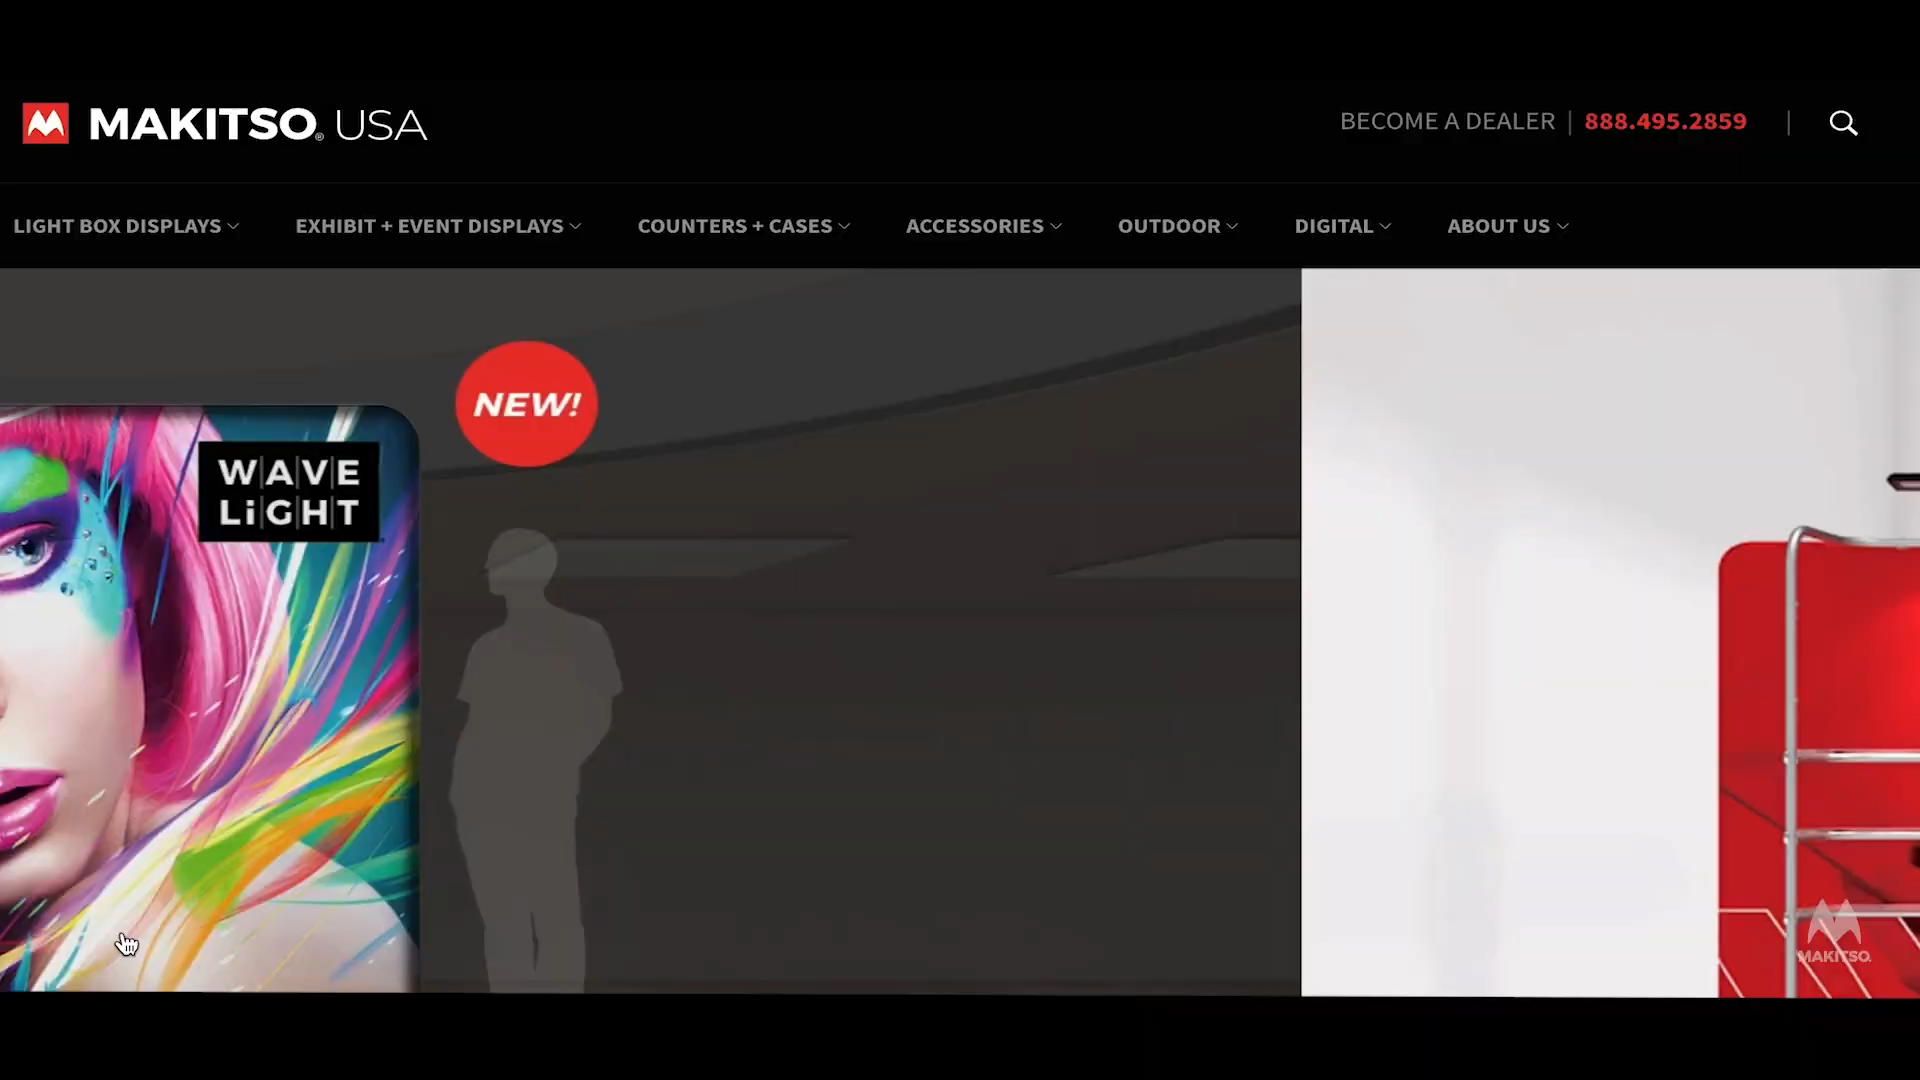 MAKITSO® USA
BECOME A DEALER | 888.495.2859 |
LIGHT BOX DISPLAYS
EXHIBIT + EVENT DISPLAYS
COUNTERS + CASES
ACCESSORIES
OUTDOOR
DIGITAL
ABOUT US
NEW!
WAVE
LiGHT
MAKITSO